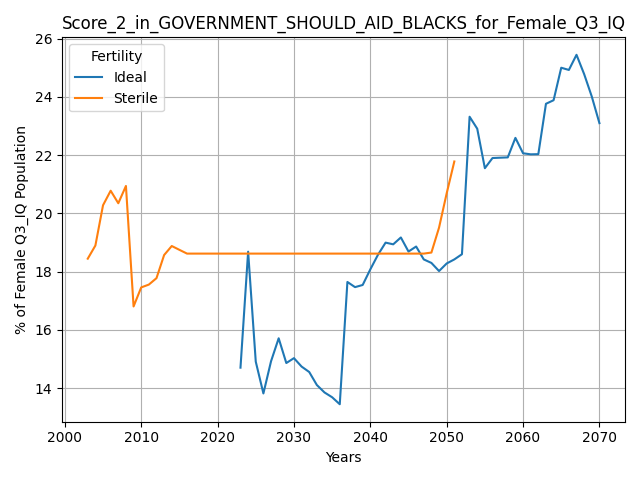 Score_2_in_GOVERNMENT_SHOULD_AID_BLACKS_for_Female_Q3_IQ
26
24
22
20
18
16
14
% of Female Q3_IQ Population
Fertility
Ideal
Sterile
2000 2010 2020 2030 2040 2050 2060 2070
Years